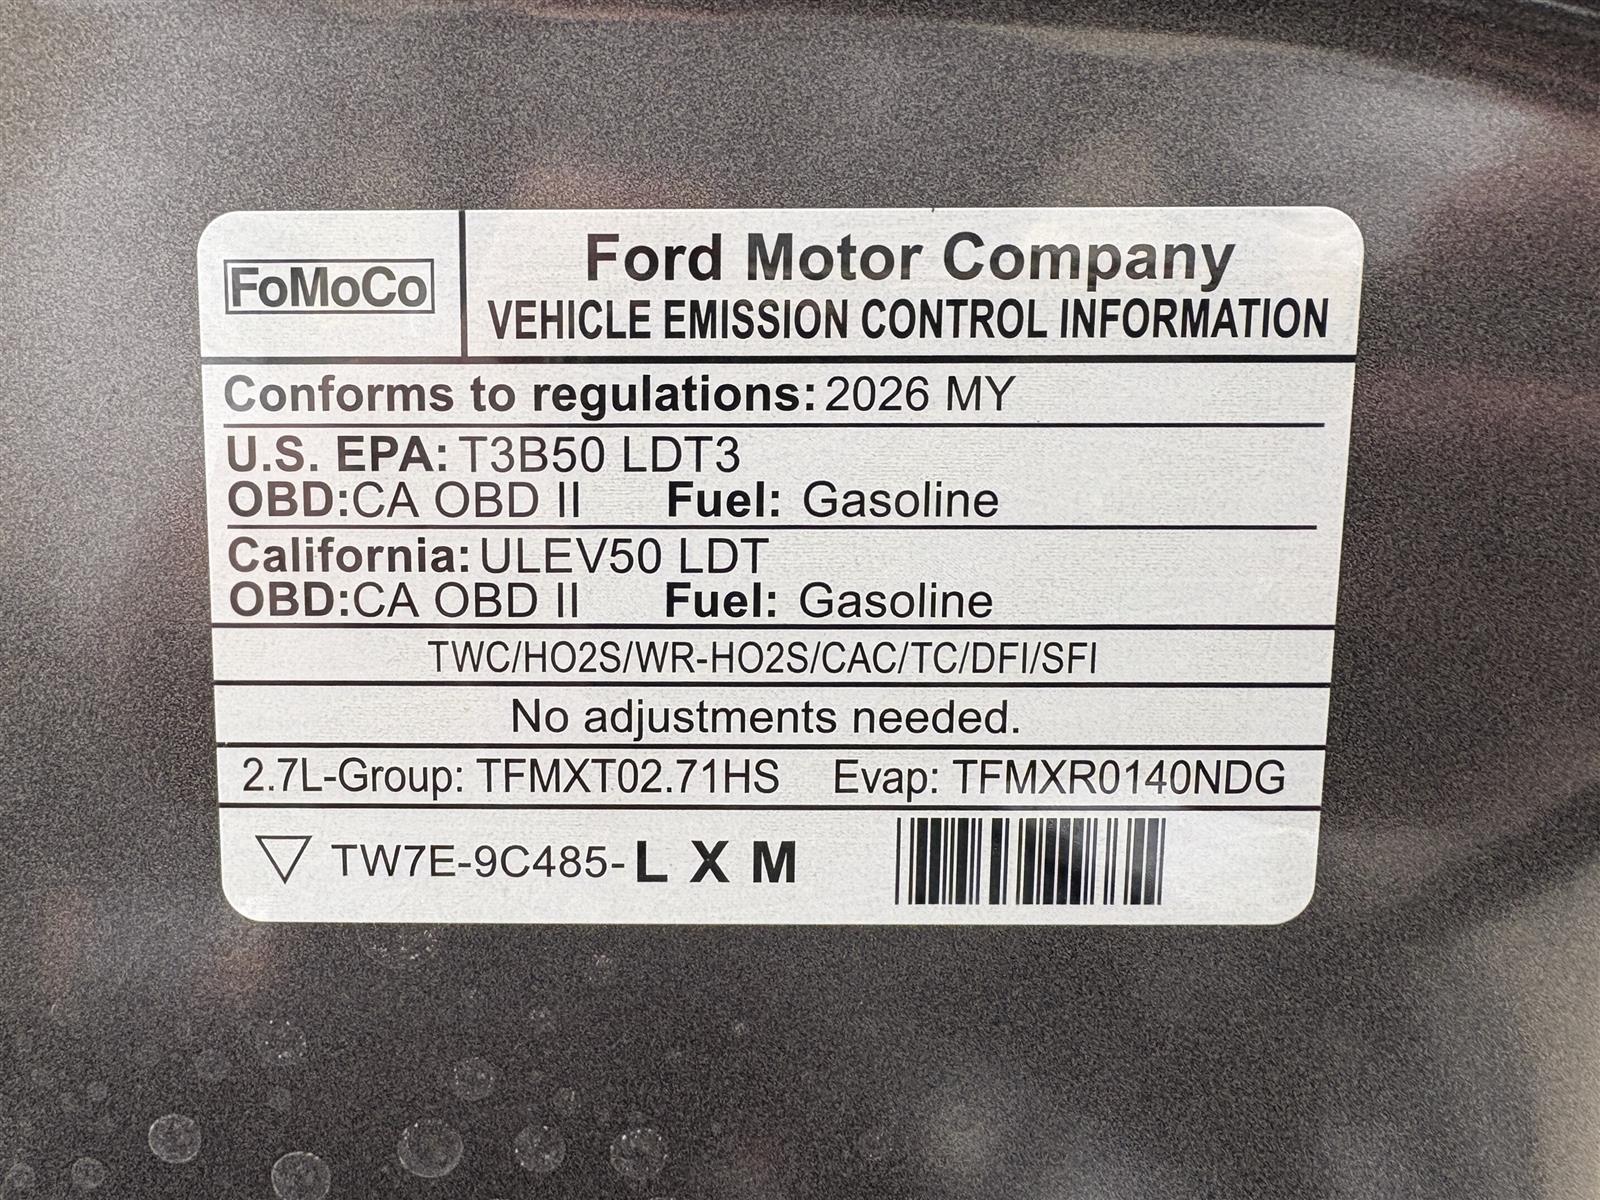 FoMoCo
Ford Motor Company
VEHICLE EMISSION CONTROL INFORMATION
Conforms to regulations: 2026 MY
U.S. EPA: T3B50 LDT3
OBD:CA OBD II Fuel: Gasoline
California: ULEV50 LDT
OBD:CA OBD II Fuel: Gasoline
TWC/HO2S/WR-HO2S/CAC/TC/DFI/SFI
No adjustments needed.
2.7L-Group: TFMXT02.71HS Evap: TFMXR0140NDG
TW7E-9C485-L X M